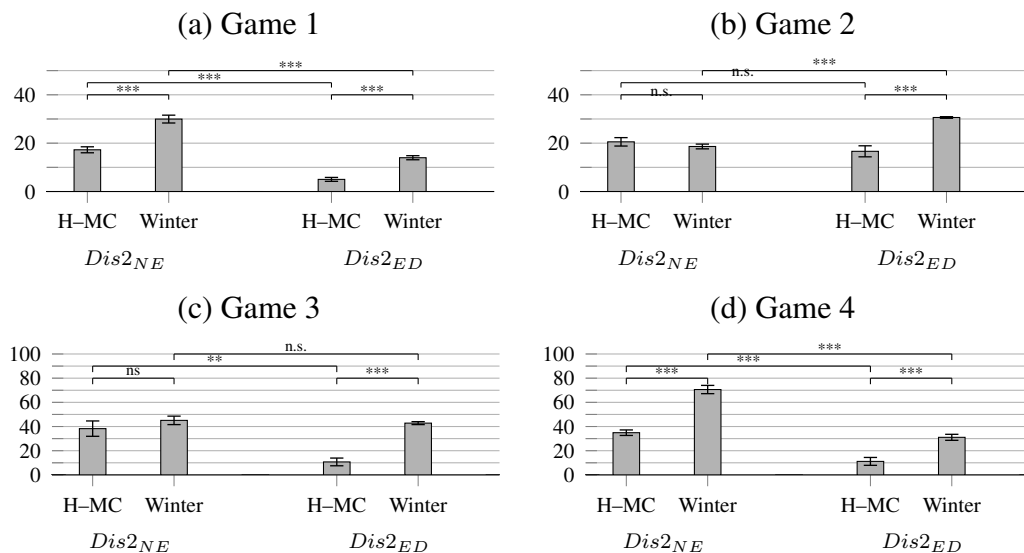 (a) Game 1
***
***
*** ***
40
20
0
H–MC Winter H–MC Winter
Dis2NE Dis2ED
(b) Game 2
***
n.s.
n.s. ***
40
20
0
H–MC Winter H–MC Winter
Dis2NE Dis2ED
(c) Game 3
n.s.
**
ns ***
100
80
60
40
20
0
H–MC Winter H–MC Winter
Dis2NE Dis2ED
(d) Game 4
***
***
*** ***
100
80
60
40
20
0
H–MC Winter H–MC Winter
Dis2NE Dis2ED